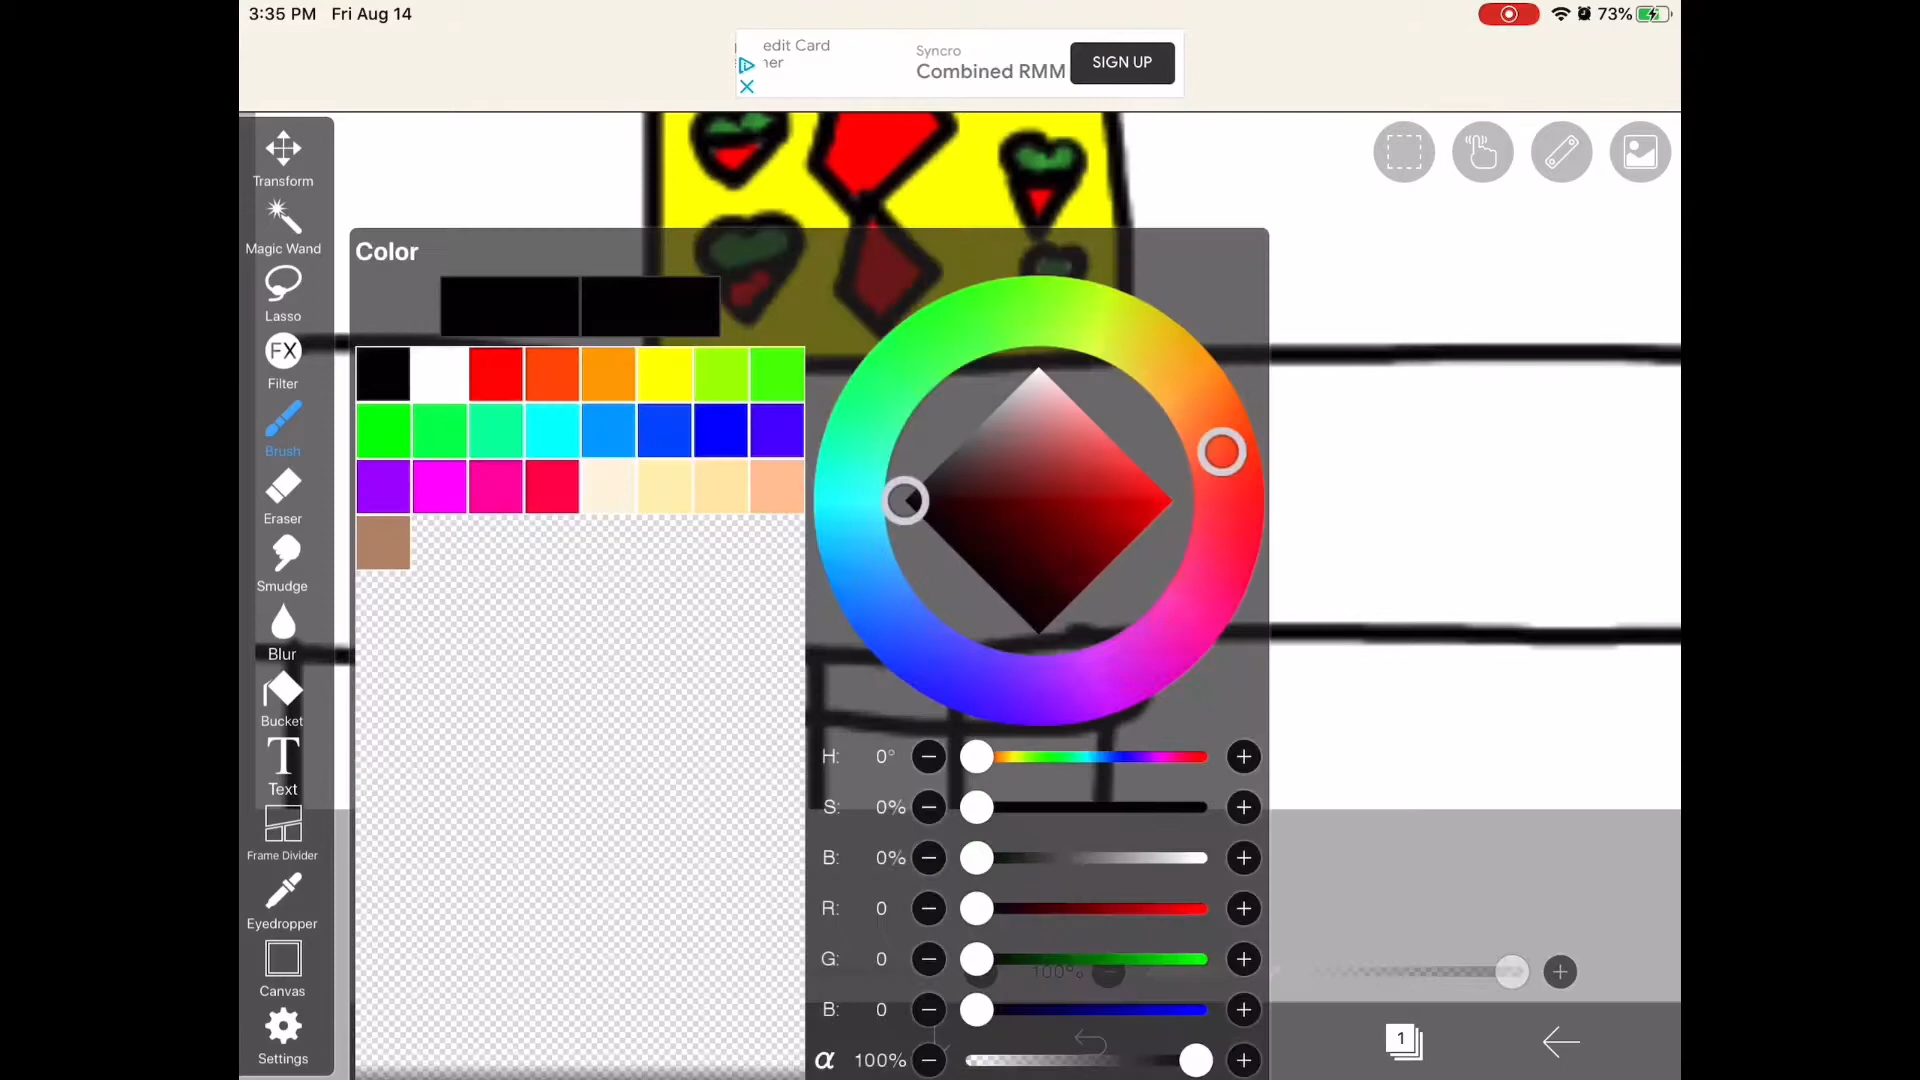 3:35 PM Fri Aug 14
73%
edit Card
ner
Syncro
Combined RMM
SIGN UP
Transform
Magic Wand
Lasso
FX
Filter
Brush
Eraser
Smudge
Blur
Bucket
T
Text
Frame Divider
Eyedropper
Canvas
Settings
Color
H: 0°
S: 0%
B: 0%
R: 0
G: 0
100%
B: 0
α 100%
1